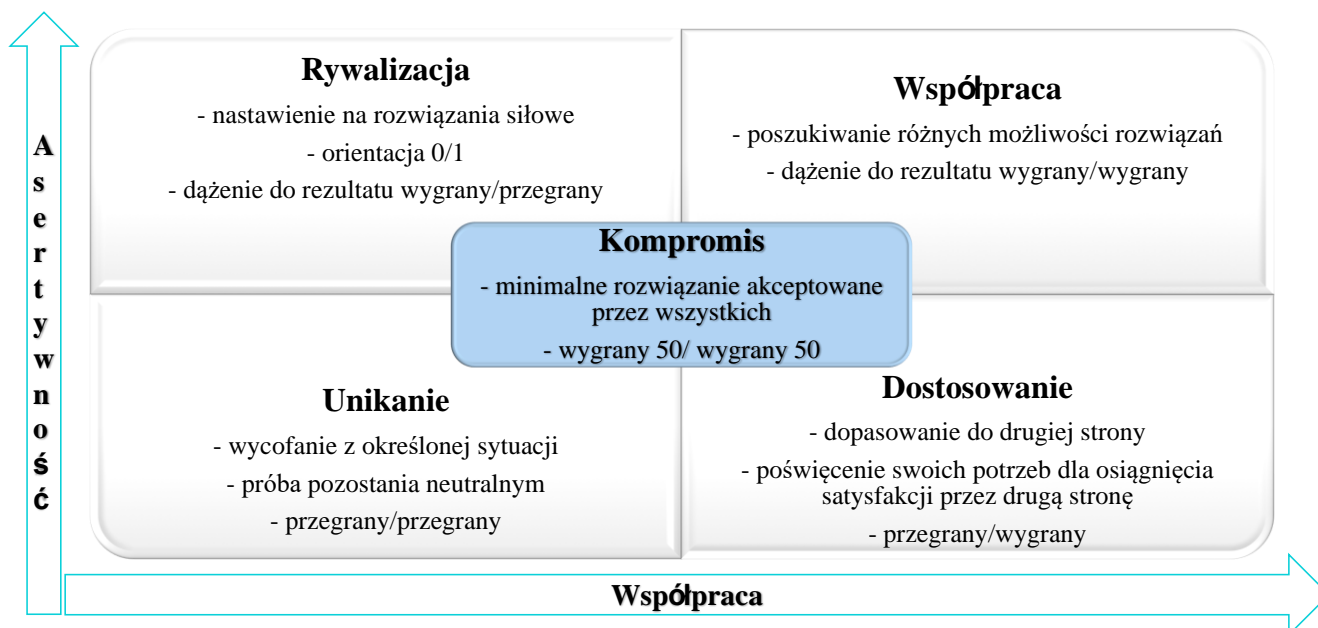 Asertywność
Rywalizacja
- nastawienie na rozwiązania siłowe
- orientacja 0/1
- dążenie do rezultatu wygrany/przegrany
Współpraca
- poszukiwanie różnych możliwości rozwiązań
- dążenie do rezultatu wygrany/wygrany
Kompromis
- minimalne rozwiązanie akceptowane
przez wszystkich
- wygrany 50/ wygrany 50
Unikanie
- wycofanie z określonej sytuacji
- próba pozostania neutralnym
- przegrany/przegrany
Dostosowanie
- dopasowanie do drugiej strony
- poświęcenie swoich potrzeb dla osiągnięcia
satysfakcji przez drugą stronę
- przegrany/wygrany
Współpraca